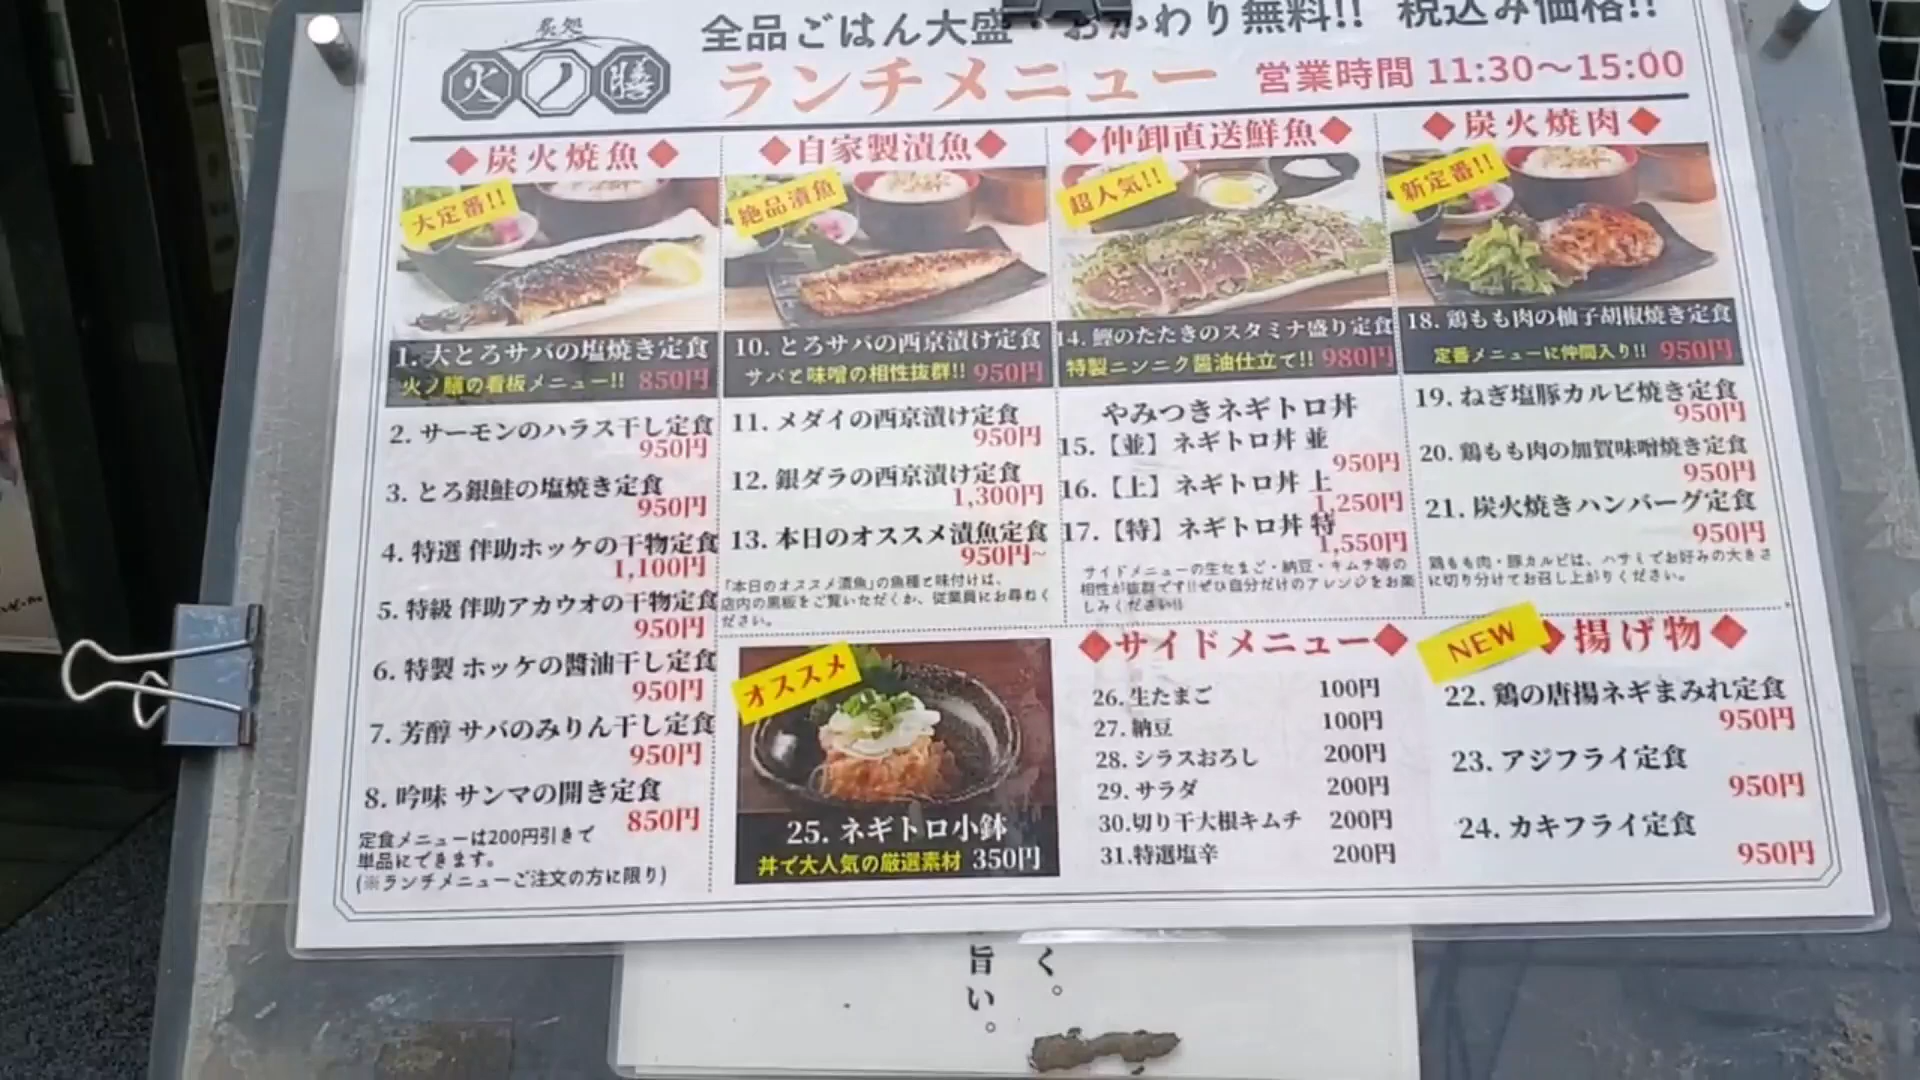 全品ごはん大盛・おかわり無料!! 税込み価格!!
炭処
火ノ膳
ランチメニュー 営業時間 11:30〜15:00
◆炭火焼魚◆
大定番!!
1. 大とろサバの塩焼き定食
火ノ膳の看板メニュー!! 850円
2. サーモンのハラス干し定食
950円
3. とろ銀鮭の塩焼き定食
950円
4. 特選 伴助ホッケの干物定食
1,100円
5. 特級 伴助アカウオの干物定食
950円
6. 特製 ホッケの醬油干し定食
950円
7. 芳醇 サバのみりん干し定食
950円
8. 吟味 サンマの開き定食
850円
定食メニューは200円引きで
単品にできます。
(※ランチメニューご注文の方に限り)
◆自家製漬魚◆
絶品漬魚
10. とろサバの西京漬け定食
サバと味噌の相性抜群!! 950円
11. メダイの西京漬け定食
950円
12. 銀ダラの西京漬け定食
1,300円
13. 本日のオススメ漬魚定食
950円~
「本日のオススメ漬魚」の魚種と味付けは、
店内の黒板をご覧いただくか、従業員にお尋ねく
ださい。
オススメ
25. ネギトロ小鉢
丼で大人気の厳選素材 350円
◆仲卸直送鮮魚◆
超人気!!
14. 鰹のたたきのスタミナ盛り定食
特製ニンニク醤油仕立て!! 980円
やみつきネギトロ丼
15.【並】ネギトロ丼 並
950円
16.【上】ネギトロ丼 上
1,250円
17.【特】ネギトロ丼 特
1,550円
サイドメニューの生たまご・納豆・キムチ等の
相性が抜群です!!ぜひ自分だけのアレンジをお楽
しみください!!
◆サイドメニュー◆
26. 生たまご 100円
27. 納豆 100円
28. シラスおろし 200円
29. サラダ 200円
30.切り干大根キムチ 200円
31.特選塩辛 200円
◆炭火焼肉◆
新定番!!
18. 鶏もも肉の柚子胡椒焼き定食
定番メニューに仲間入り!! 950円
19. ねぎ塩豚カルビ焼き定食
950円
20. 鶏もも肉の加賀味噌焼き定食
950円
21. 炭火焼きハンバーグ定食
950円
鶏もも肉・豚カルビは、ハサミでお好みの大きさ
に切り分けてお召し上がりください。
NEW
◆揚げ物◆
22. 鶏の唐揚ネギまみれ定食
950円
23. アジフライ定食
950円
24. カキフライ定食
950円
く。
旨い。